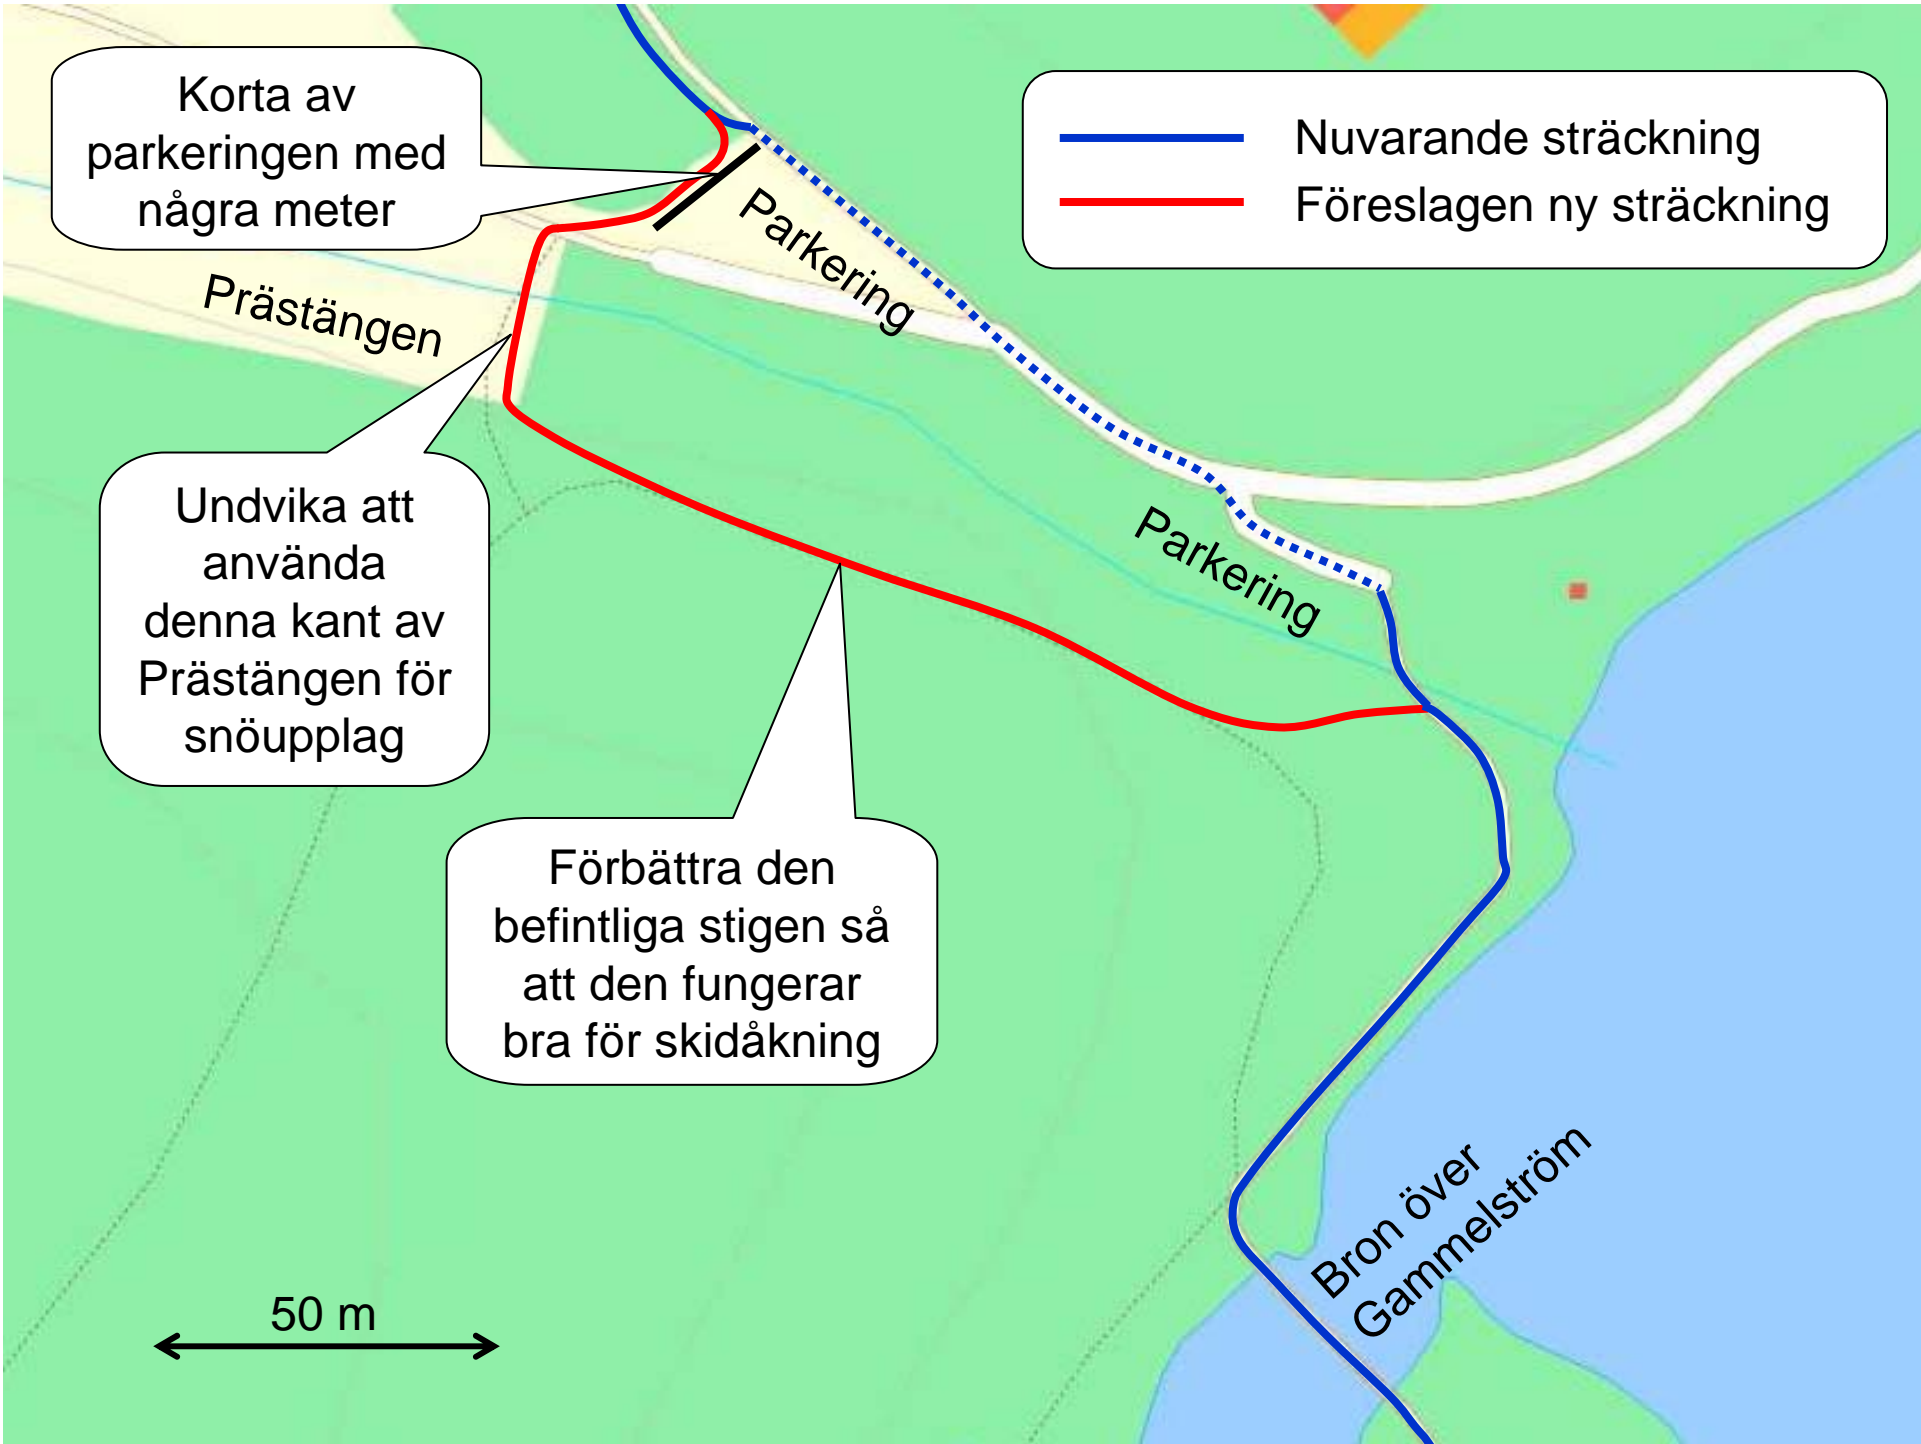 Korta av
parkeringen med
några meter
Nuvarande sträckning
Föreslagen ny sträckning
Parkering
Prästängen
Undvika att
använda
denna kant av
Prästängen för
snöupplag
Parkering
Förbättra den
befintliga stigen så
att den fungerar
bra för skidåkning
Bron över
Gammelström
50 m